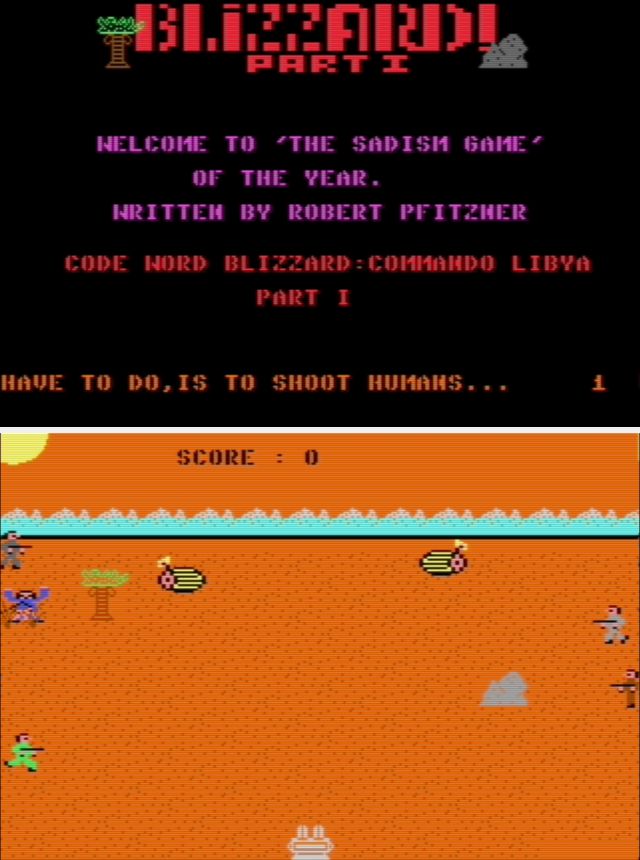 BLiZZARD!
PART I
WELCOME TO 'THE SADISM GAME'
OF THE YEAR.
WRITTEN BY ROBERT PFITZNER
CODE WORD BLIZZARD:COMMANDO LIBYA
PART I
HAVE TO DO,IS TO SHOOT HUMANS... i
SCORE : 0